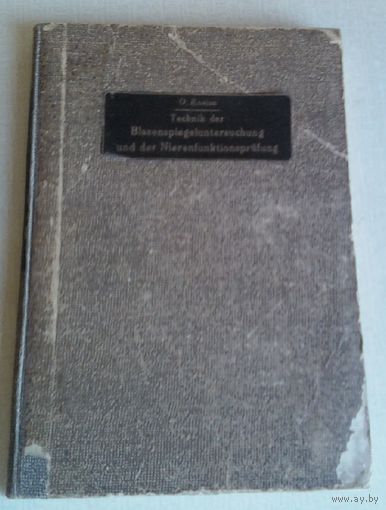 O. Kneise
Technik der
Blasenspiegeluntersuchung
und der Nierenfunktionsprüfung
www.ay.by